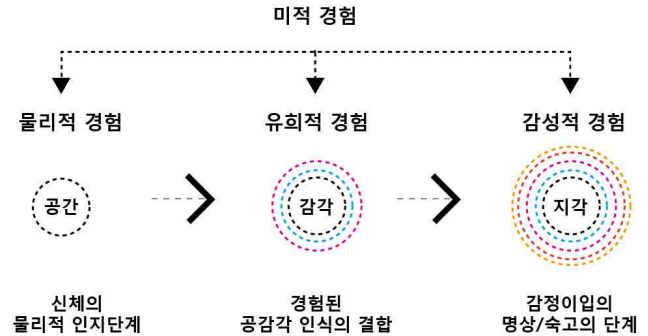 미적 경험
물리적 경험
유희적 경험
감성적 경험
공간
감각
지각
신체의
물리적 인지단계
경험된
공감각 인식의 결합
감정이입의
명상/숙고의 단계